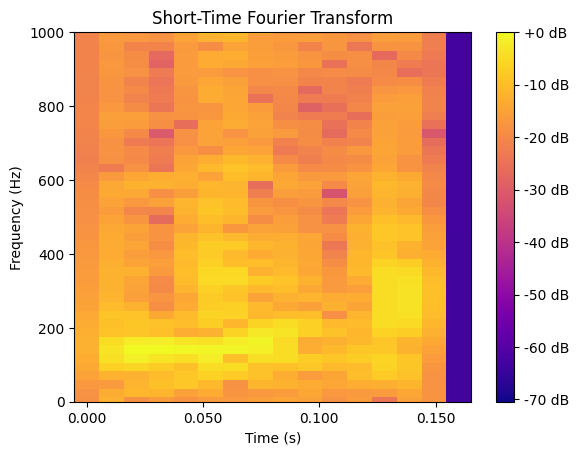 Short-Time Fourier Transform
1000
800
600
400
200
0
Frequency (Hz)
0.000
0.050
0.100
0.150
Time (s)
+0 dB
-10 dB
-20 dB
-30 dB
-40 dB
-50 dB
-60 dB
-70 dB